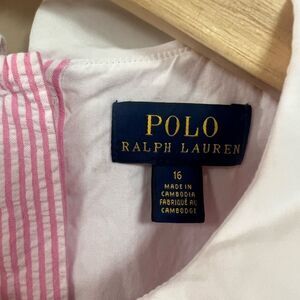 POLO
RALPH LAUREN
16
MADE IN
CAMBODIA
FABRIQUÉ AU
CAMBODGE